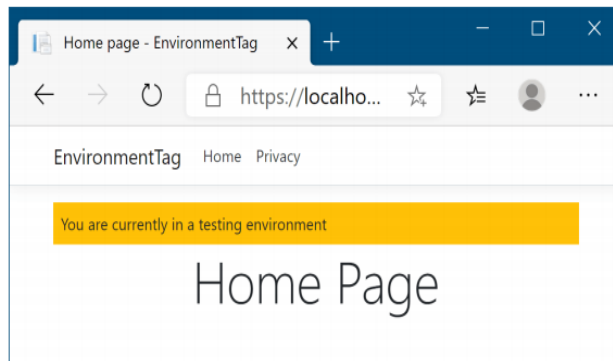 Home page - EnvironmentTag
https://localho...
EnvironmentTag Home Privacy
You are currently in a testing environment
Home Page